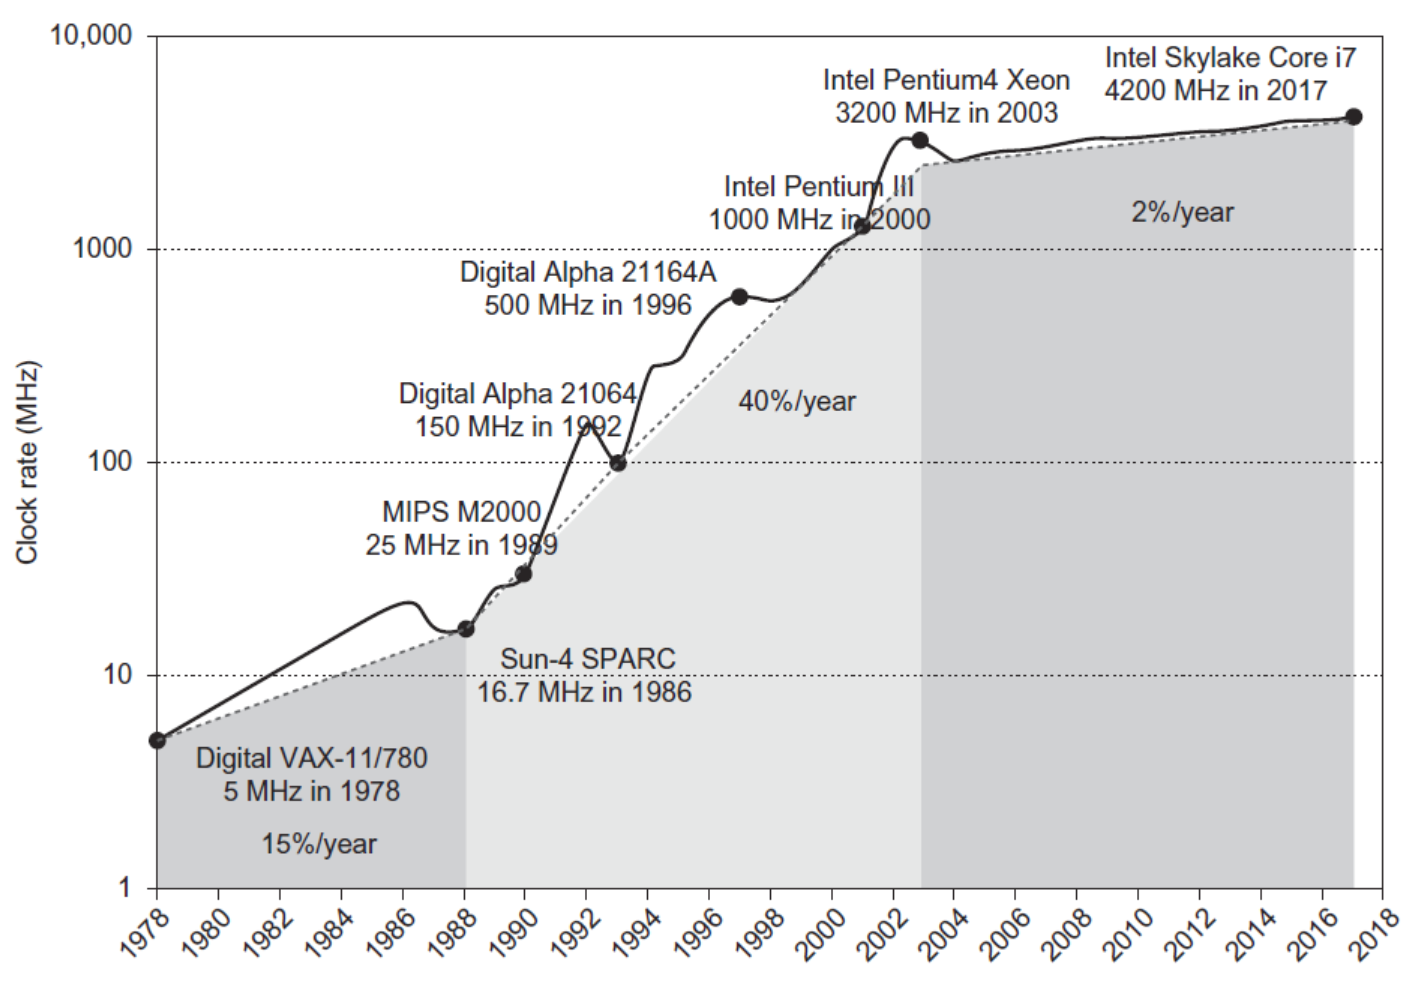 10,000
1000
100
10
1
Clock rate (MHz)
Intel Skylake Core i7
4200 MHz in 2017
Intel Pentium4 Xeon
3200 MHz in 2003
Intel Pentium III
1000 MHz in 2000
2%/year
Digital Alpha 21164A
500 MHz in 1996
Digital Alpha 21064
150 MHz in 1992
40%/year
MIPS M2000
25 MHz in 1989
Sun-4 SPARC
16.7 MHz in 1986
Digital VAX-11/780
5 MHz in 1978
15%/year
1978
1980
1982
1984
1986
1988
1990
1992
1994
1996
1998
2000
2002
2004
2006
2008
2010
2012
2014
2016
2018